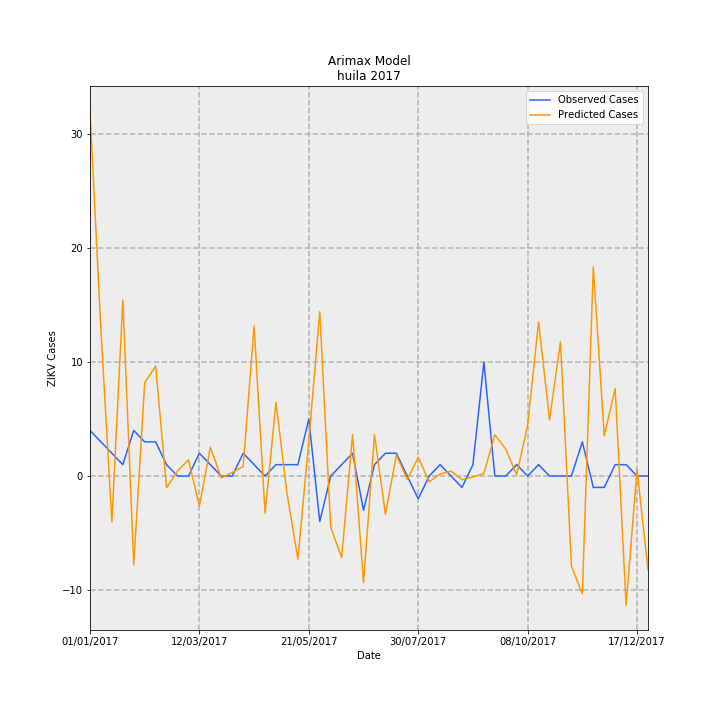 Arimax Model
huila 2017
Observed Cases
Predicted Cases
30
20
10
0
−10
ZIKV Cases
01/01/2017
12/03/2017
21/05/2017
30/07/2017
08/10/2017
17/12/2017
Date